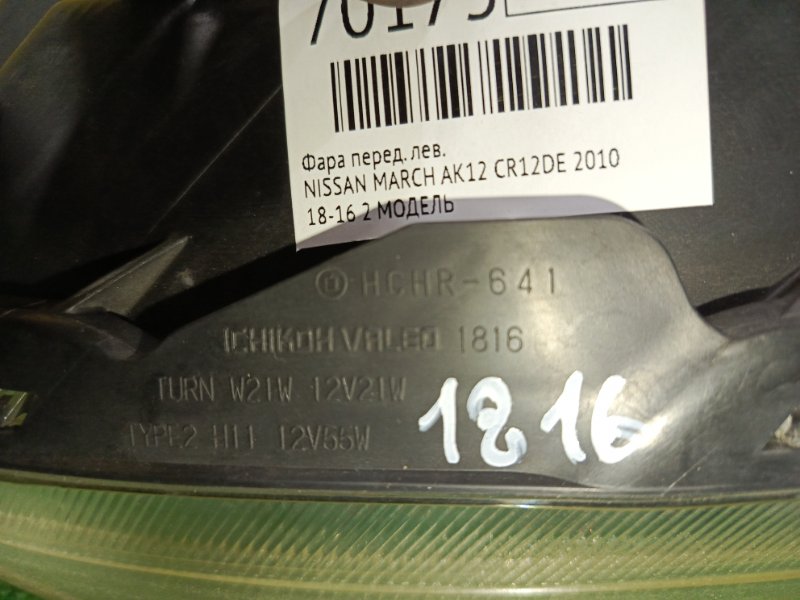 70175
Фара перед. лев.
NISSAN MARCH AK12 CR12DE 2010
18-16 2 МОДЕЛЬ
D HCHR-641
ICHIKOH VALEO 1816
TURN W21W 12V21W
TYPE2 H11 12V55W
1816